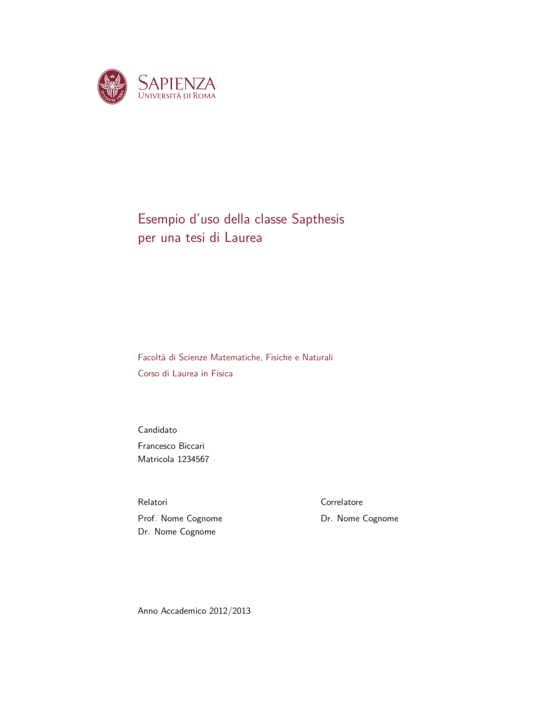 SAPIENZA
UNIVERSITÀ DI ROMA
Esempio d'uso della classe Sapthesis
per una tesi di Laurea
Facoltà di Scienze Matematiche, Fisiche e Naturali
Corso di Laurea in Fisica
Candidato
Francesco Biccari
Matricola 1234567
Relatori
Prof. Nome Cognome
Dr. Nome Cognome
Correlatore
Dr. Nome Cognome
Anno Accademico 2012/2013